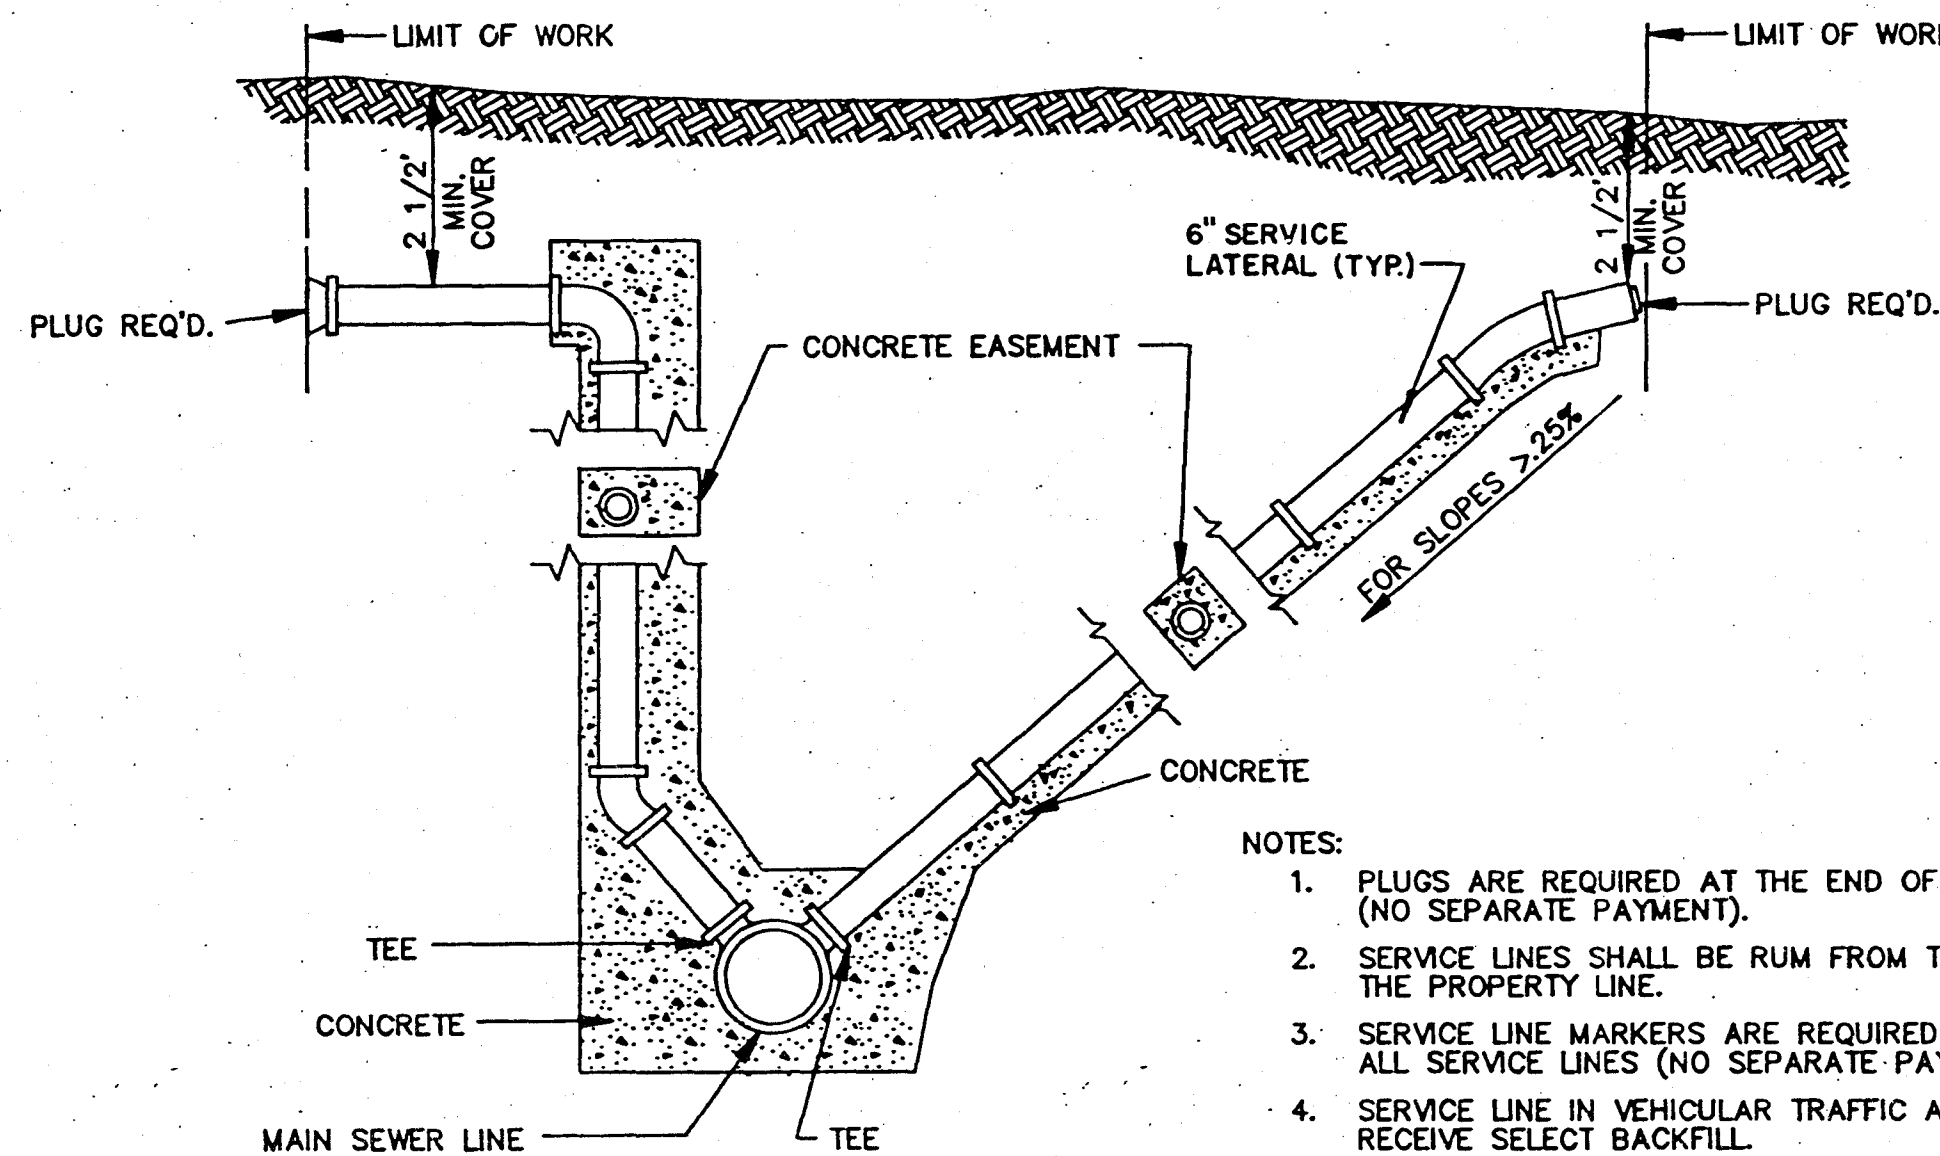 LIMIT OF WORK
LIMIT OF WORK
2 1/2'
MIN.
COVER
2 1/2'
MIN.
COVER
6" SERVICE
LATERAL (TYP.)
PLUG REQ'D.
PLUG REQ'D.
CONCRETE EASEMENT
FOR SLOPES >.25%
CONCRETE
TEE
CONCRETE
MAIN SEWER LINE
TEE
NOTES:
1. PLUGS ARE REQUIRED AT THE END OF
(NO SEPARATE PAYMENT).
2. SERVICE LINES SHALL BE RUM FROM T
THE PROPERTY LINE.
3. SERVICE LINE MARKERS ARE REQUIRED
ALL SERVICE LINES (NO SEPARATE PAY
4. SERVICE LINE IN VEHICULAR TRAFFIC A
RECEIVE SELECT BACKFILL.